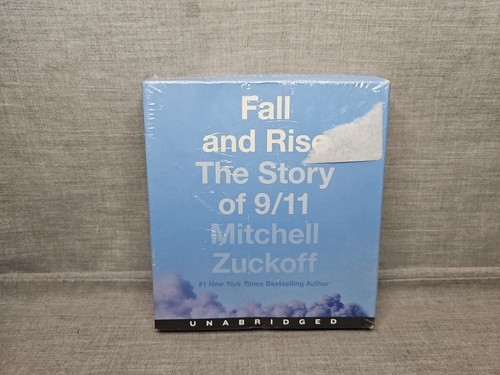 Fall
and Rise
The Story
of 9/11
Mitchell
Zuckoff
#1 New York Times Bestselling Author
UNABRIDGED